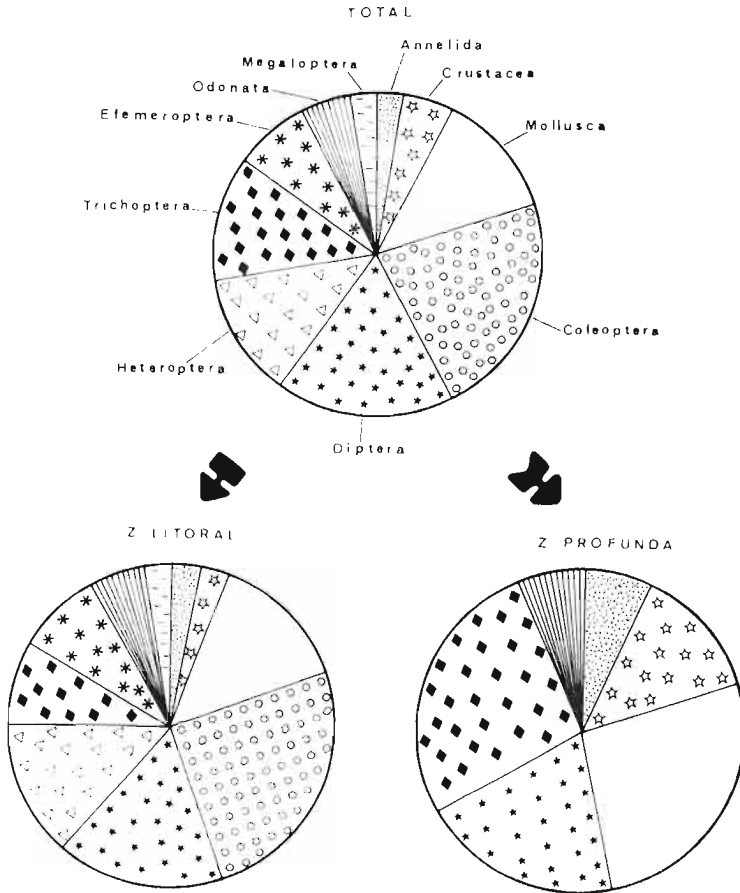 TOTAL
Annelida
Megaloptera
Crustacea
Odonata
Efemeroptera
Mollusca
Trichoptera
Coleoptera
Heteroptera
Diptera
Z LITORAL
Z PROFUNDA